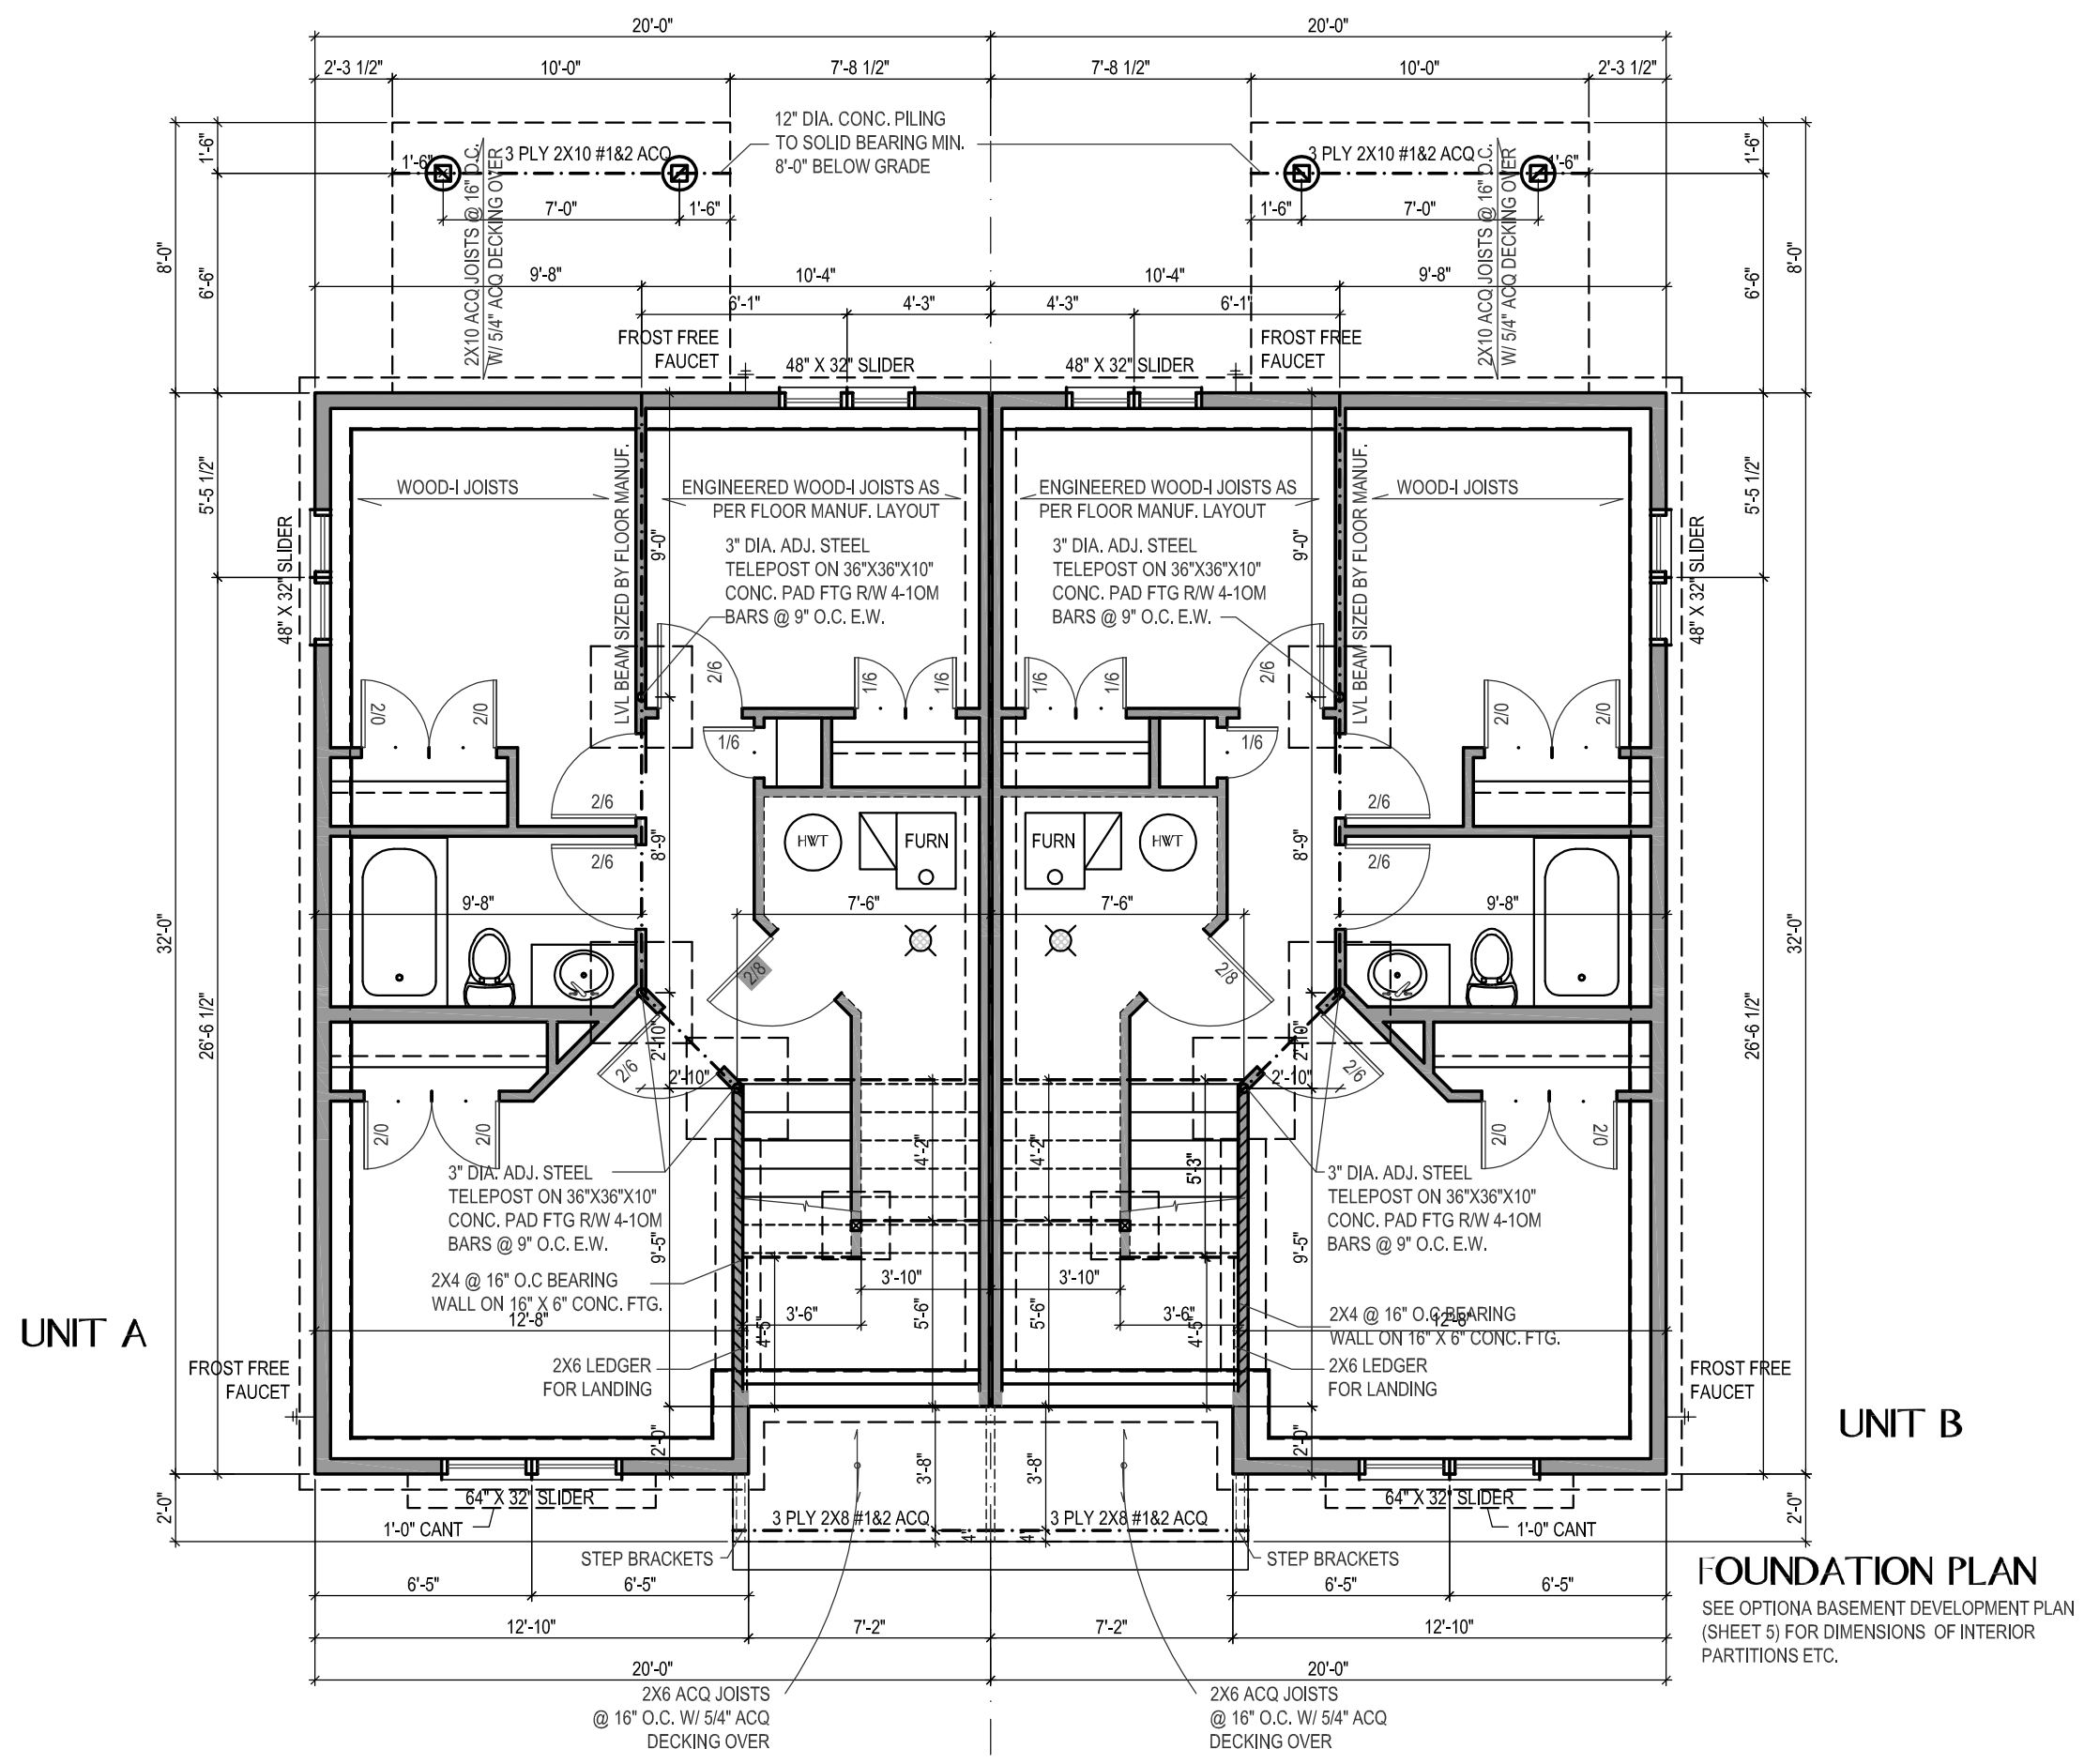 20'-0" 20'-0"
2'-3 1/2" 10'-0" 7'-8 1/2" 7'-8 1/2" 10'-0" 2'-3 1/2"
12" DIA. CONC. PILING
TO SOLID BEARING MIN.
8'-0" BELOW GRADE
1'-6" 1'-6" 3 PLY 2X10 #1&2 ACQ 3 PLY 2X10 #1&2 ACQ 1'-6" 1'-6"
7'-0" 1'-6" 1'-6" 7'-0"
2X10 ACQ JOISTS @ 16" O.C.
W/ 5/4" ACQ DECKING OVER
2X10 ACQ JOISTS @ 16" O.C.
W/ 5/4" ACQ DECKING OVER
8'-0" 6'-6" 6'-6" 8'-0"
9'-8" 10'-4" 10'-4" 9'-8"
6'-1" 4'-3" 4'-3" 6'-1"
FROST FREE
FAUCET
FROST FREE
FAUCET
48" X 32" SLIDER 48" X 32" SLIDER
5'-5 1/2" 5'-5 1/2"
48" X 32" SLIDER 48" X 32" SLIDER
WOOD-I JOISTS
LVL BEAM SIZED BY FLOOR MANUF.
ENGINEERED WOOD-I JOISTS AS
PER FLOOR MANUF. LAYOUT
ENGINEERED WOOD-I JOISTS AS
PER FLOOR MANUF. LAYOUT
LVL BEAM SIZED BY FLOOR MANUF.
WOOD-I JOISTS
9'-0" 9'-0"
3" DIA. ADJ. STEEL
TELEPOST ON 36"X36"X10"
CONC. PAD FTG R/W 4-1OM
BARS @ 9" O.C. E.W.
3" DIA. ADJ. STEEL
TELEPOST ON 36"X36"X10"
CONC. PAD FTG R/W 4-1OM
BARS @ 9" O.C. E.W.
2/0 2/0 2/6 1/6 1/6 1/6 1/6 2/6 2/0 2/0
1/6 1/6
2/6 2/6
HWT FURN FURN HWT
2/6 8'-9" 8'-9" 2/6
9'-8" 7'-6" 7'-6" 9'-8"
32'-0" 26'-6 1/2" 26'-6 1/2" 32'-0"
2/8 2/8
2/6 2'-10" 2'-10" 2/6
2'-10" 2'-10"
2/0 2/0 2/0 2/0
4'-2" 4'-2" 5'-3"
3" DIA. ADJ. STEEL
TELEPOST ON 36"X36"X10"
CONC. PAD FTG R/W 4-1OM
BARS @ 9" O.C. E.W.
3" DIA. ADJ. STEEL
TELEPOST ON 36"X36"X10"
CONC. PAD FTG R/W 4-1OM
BARS @ 9" O.C. E.W.
9'-5" 9'-5"
2X4 @ 16" O.C BEARING
WALL ON 16" X 6" CONC. FTG.
2X4 @ 16" O.C BEARING
WALL ON 16" X 6" CONC. FTG.
3'-10" 3'-10"
12'-8" 4'-5" 3'-6" 5'-6" 5'-6" 3'-6" 4'-5" 12'-8"
UNIT A
2X6 LEDGER
FOR LANDING
2X6 LEDGER
FOR LANDING
FROST FREE
FAUCET
FROST FREE
FAUCET
UNIT B
2'-0" 3'-8" 3'-8" 2'-0"
2'-0" 2'-0"
64" X 32" SLIDER 64" X 32" SLIDER
1'-0" CANT 3 PLY 2X8 #1&2 ACQ 3 PLY 2X8 #1&2 ACQ 1'-0" CANT
4" 4"
STEP BRACKETS STEP BRACKETS
6'-5" 6'-5" 6'-5" 6'-5"
12'-10" 7'-2" 7'-2" 12'-10"
20'-0" 20'-0"
2X6 ACQ JOISTS
@ 16" O.C. W/ 5/4" ACQ
DECKING OVER
2X6 ACQ JOISTS
@ 16" O.C. W/ 5/4" ACQ
DECKING OVER
FOUNDATION PLAN
SEE OPTIONA BASEMENT DEVELOPMENT PLAN
(SHEET 5) FOR DIMENSIONS OF INTERIOR
PARTITIONS ETC.